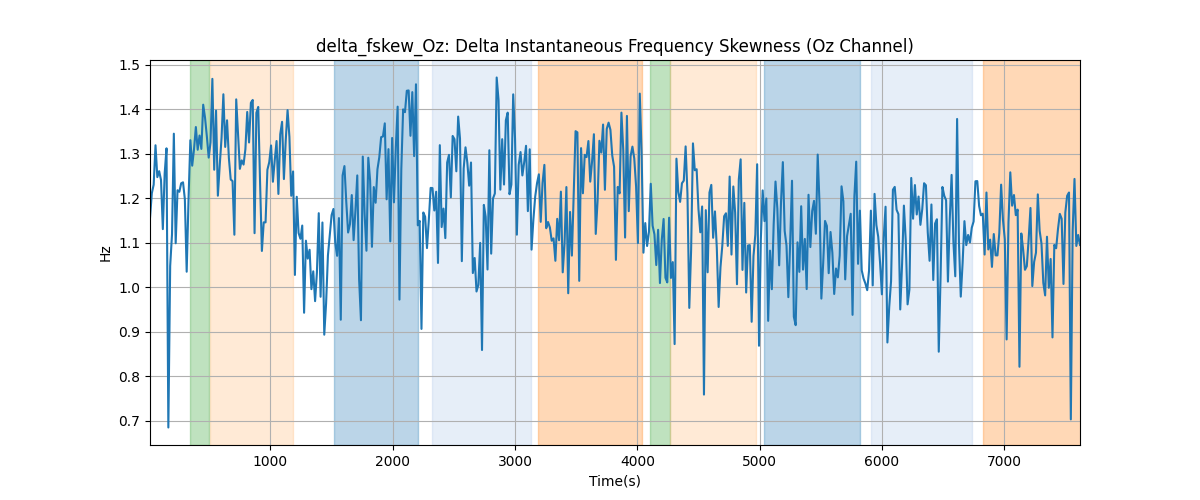 delta_fskew_Oz: Delta Instantaneous Frequency Skewness (Oz Channel)
1.5
1.4
1.3
1.2
1.1
1.0
0.9
0.8
0.7
Hz
1000 2000 3000 4000 5000 6000 7000
Time(s)